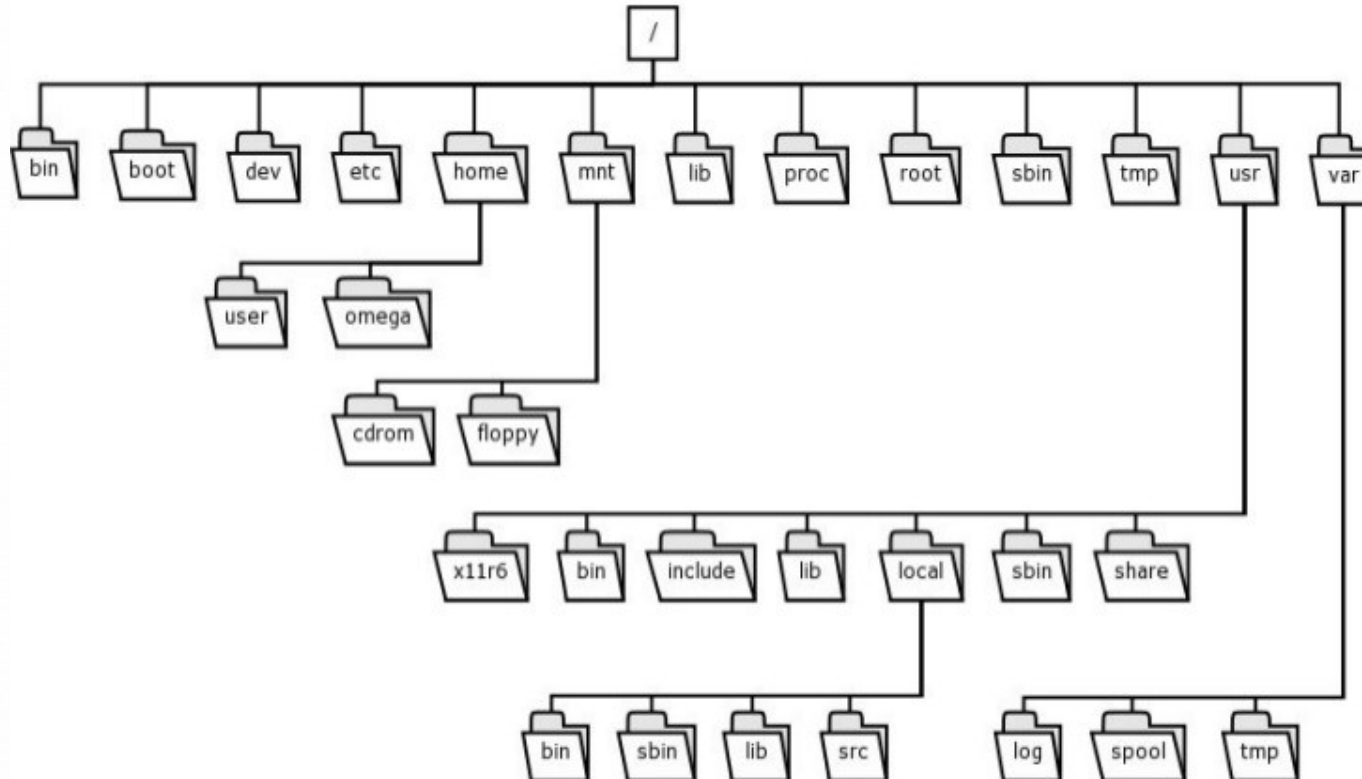 /
bin boot dev etc home mnt lib proc root sbin tmp usr var
user omega
cdrom floppy
x11r6 bin include lib local sbin share
bin sbin lib src log spool tmp